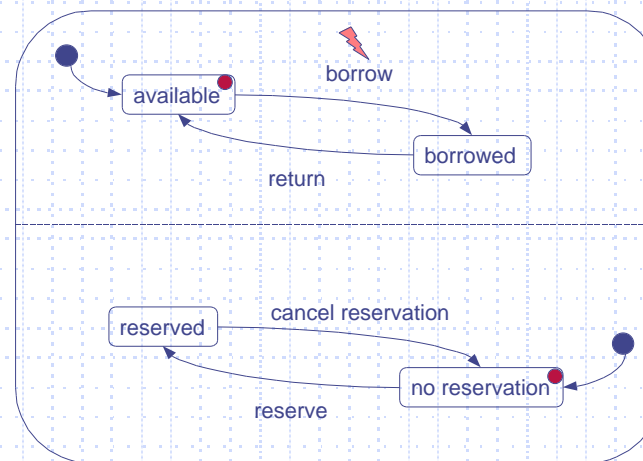 borrow
available
borrowed
return
cancel reservation
reserved
no reservation
reserve